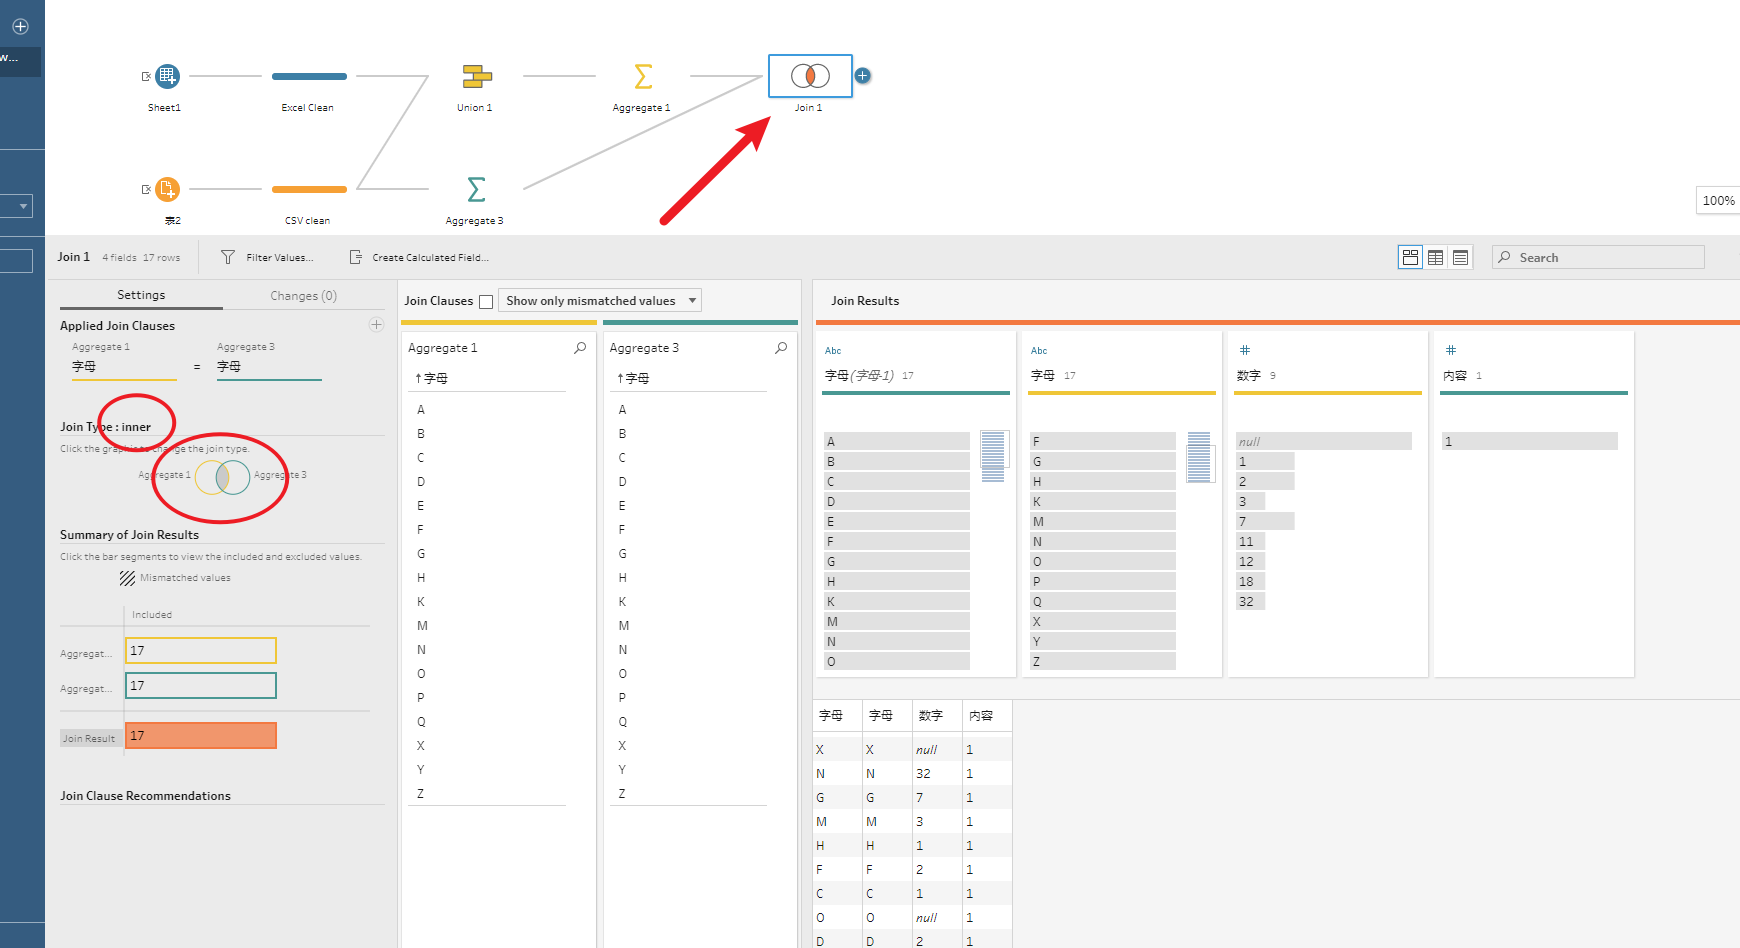 w...
Sheet1
Excel Clean
Union 1
Aggregate 1
Join 1
表2
CSV clean
Aggregate 3
100%
Join 1 4 fields 17 rows Filter Values... Create Calculated Field... Search
Settings Changes (0)
Applied Join Clauses
Aggregate 1 Aggregate 3
字母 = 字母
Join Type : inner
Click the graphic to change the join type.
Aggregate 1 Aggregate 3
Summary of Join Results
Click the bar segments to view the included and excluded values.
Mismatched values
Included
Aggregat... 17
Aggregat... 17
Join Result 17
Join Clause Recommendations
Join Clauses Show only mismatched values
Aggregate 1
↑字母
A
B
C
D
E
F
G
H
K
M
N
O
P
Q
X
Y
Z
Aggregate 3
↑字母
A
B
C
D
E
F
G
H
K
M
N
O
P
Q
X
Y
Z
Join Results
Abc
字母(字母-1) 17
A
B
C
D
E
F
G
H
K
M
N
O
Abc
字母 17
F
G
H
K
M
N
O
P
Q
X
Y
Z
#
数字 9
null
1
2
3
7
11
12
18
32
#
内容 1
1
字母 字母 数字 内容
X X null 1
N N 32 1
G G 7 1
M M 3 1
H H 1 1
F F 2 1
C C 1 1
O O null 1
D D 2 1